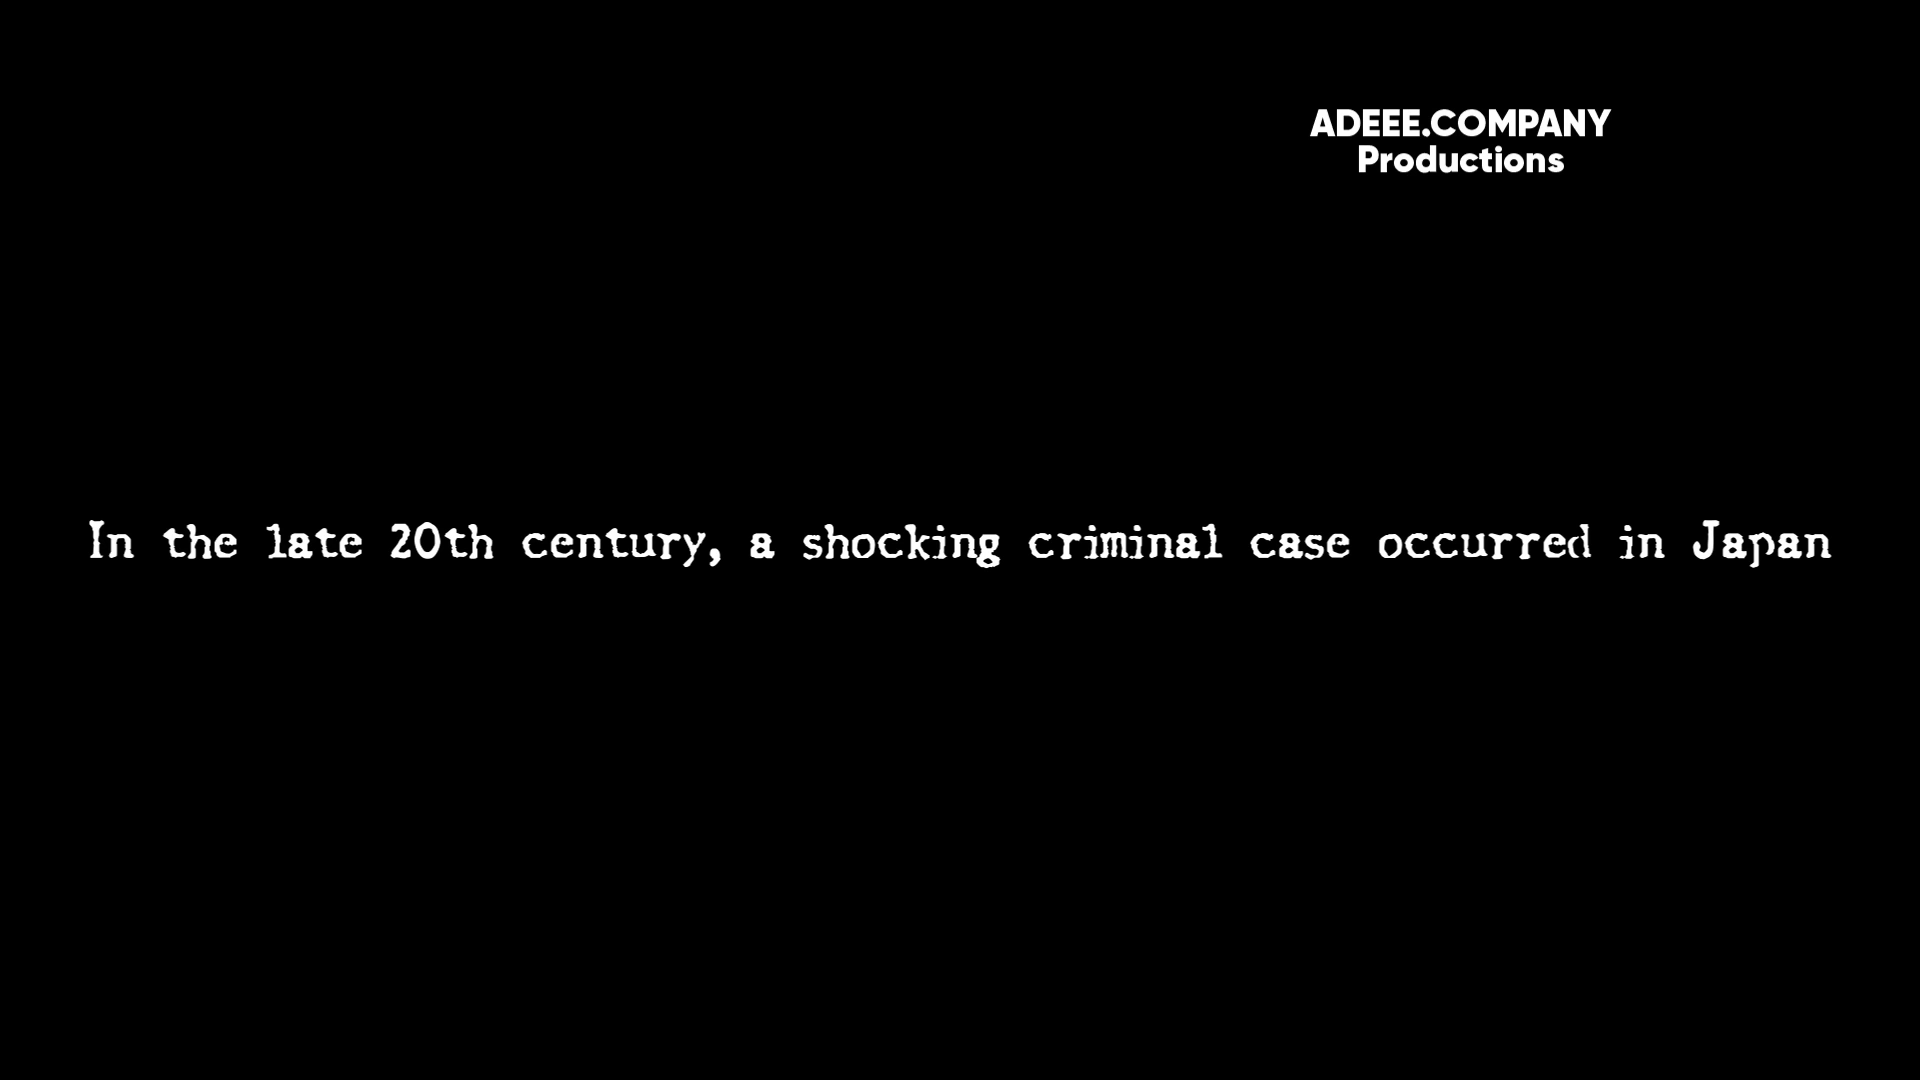 ADEEE.COMPANY
Productions
In the late 20th century, a shocking criminal case occurred in Japan